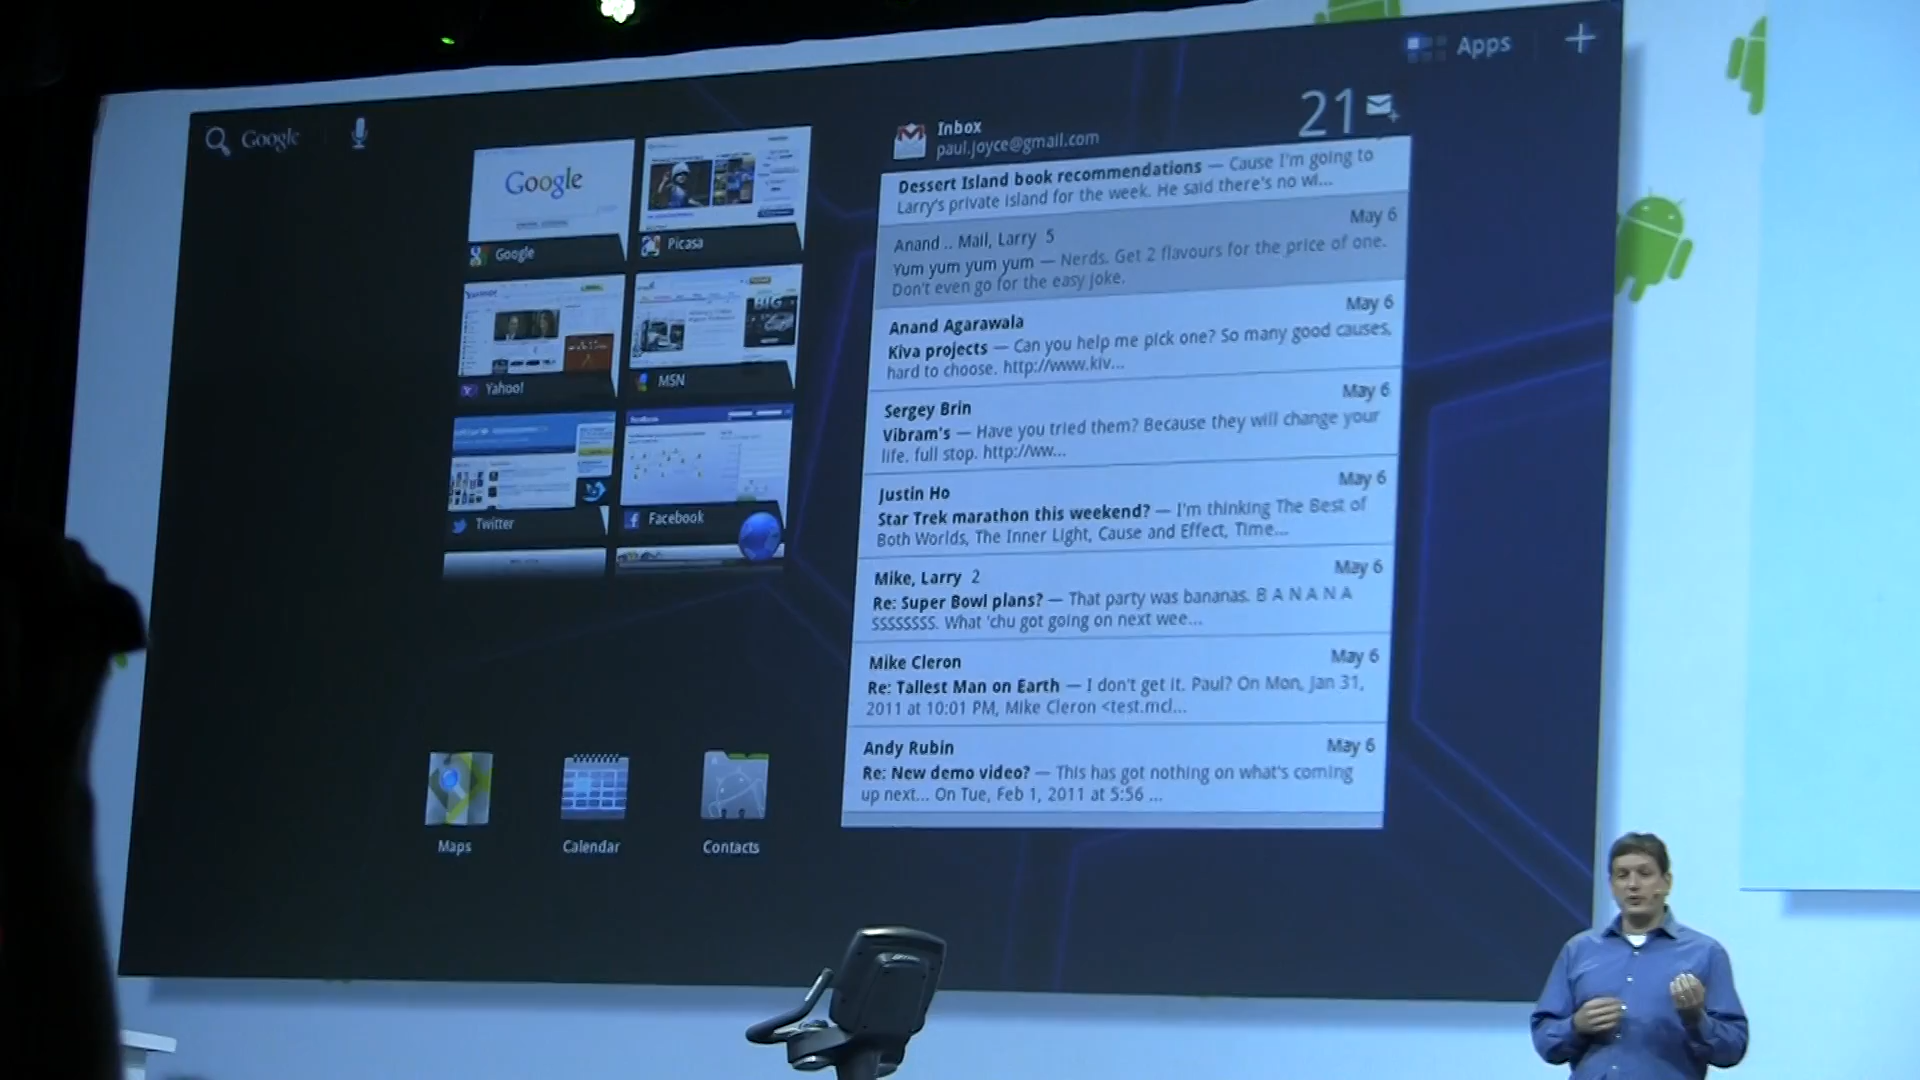 Apps
Google
Inbox
paul.joyce@gmail.com
21
Google
Google
Picasa
Yahoo!
MSN
Twitter
Facebook
Dessert Island book recommendations — Cause I'm going to
Larry's private island for the week. He said there's no wi...
May 6
Anand .. Mail, Larry 5
Yum yum yum yum — Nerds. Get 2 flavours for the price of one.
Don't even go for the easy joke.
May 6
Anand Agarawala
Kiva projects — Can you help me pick one? So many good causes,
hard to choose. http://www.kiv...
May 6
Sergey Brin
Vibram's — Have you tried them? Because they will change your
life. full stop. http://ww...
May 6
Justin Ho
Star Trek marathon this weekend? — I'm thinking The Best of
Both Worlds, The Inner Light, Cause and Effect, Time...
May 6
Mike, Larry 2
Re: Super Bowl plans? — That party was bananas. B A N A N A
SSSSSSSS. What 'chu got going on next wee...
May 6
Mike Cleron
Re: Tallest Man on Earth — I don't get it. Paul? On Mon, Jan 31,
2011 at 10:01 PM, Mike Cleron <test.mcl...
May 6
Andy Rubin
Re: New demo video? — This has got nothing on what's coming
up next... On Tue, Feb 1, 2011 at 5:56 ...
Maps
Calendar
Contacts